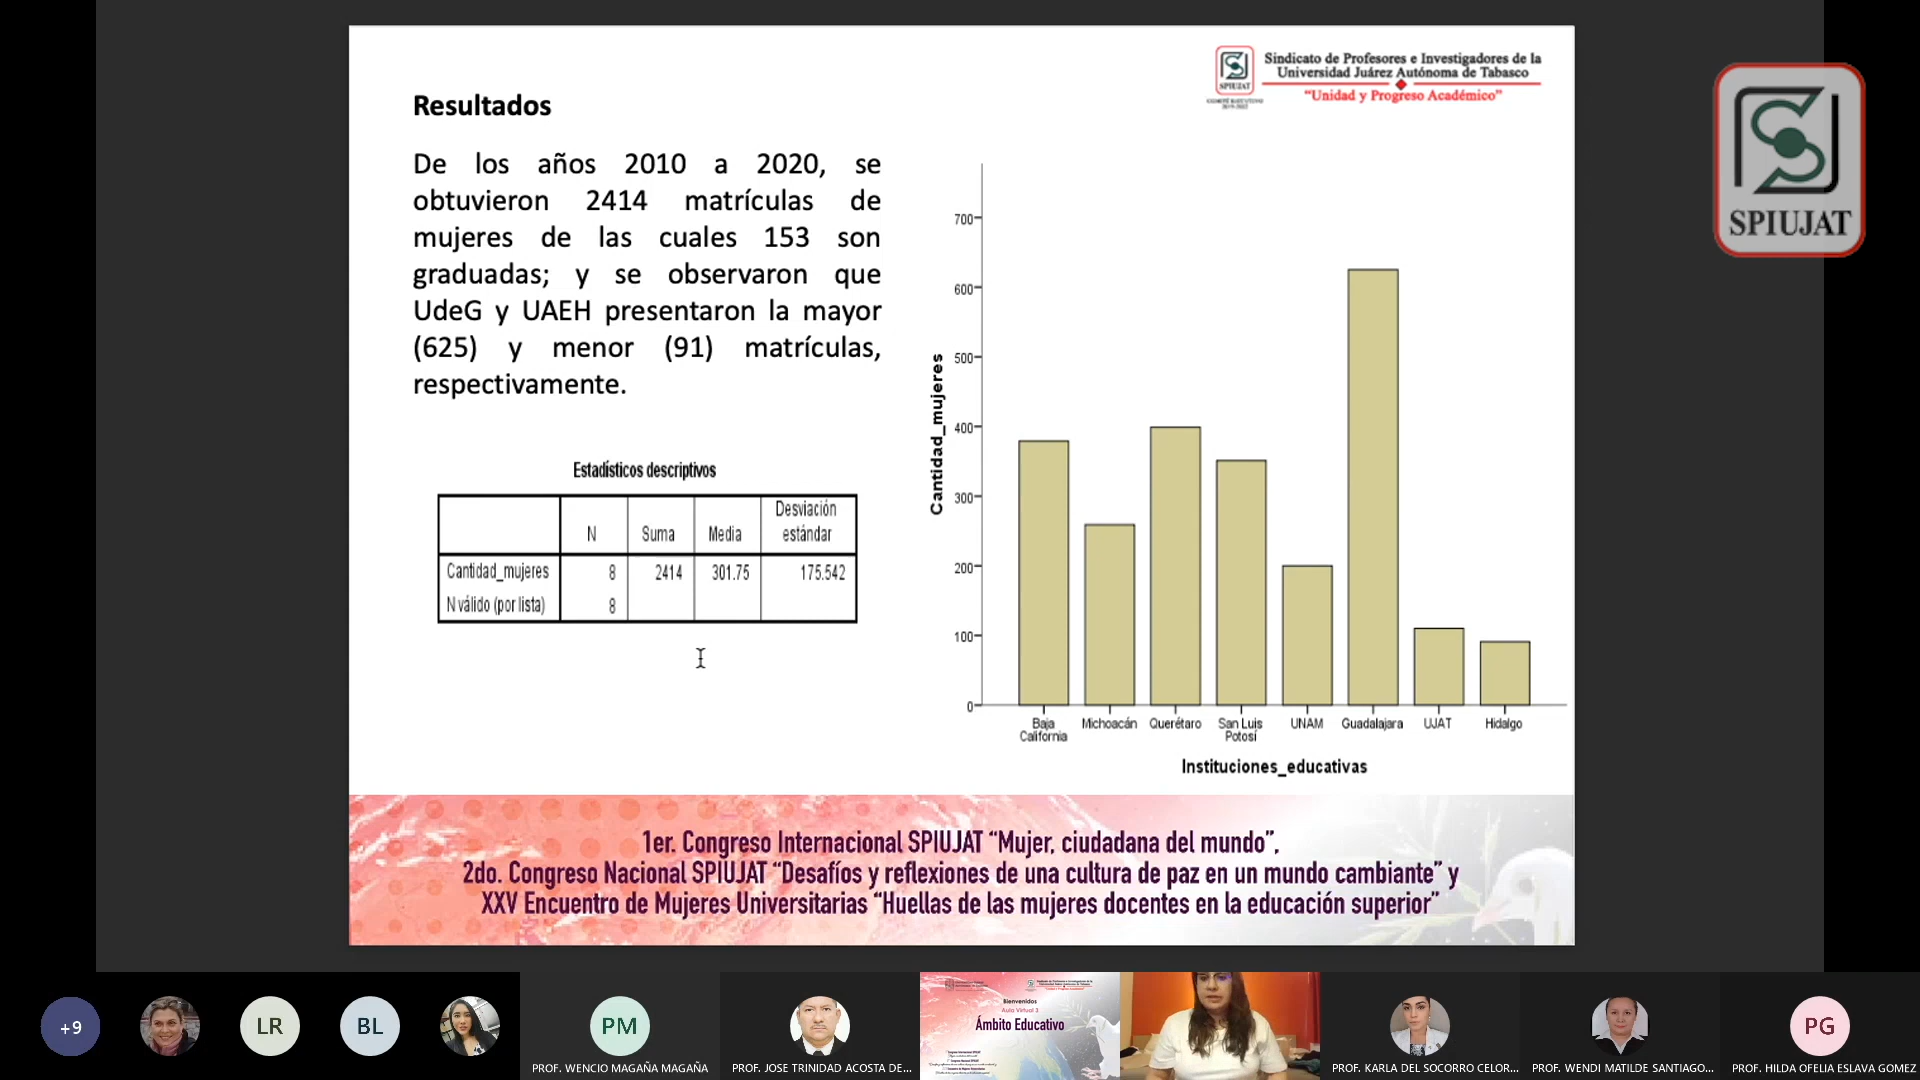 Resultados
De los años 2010 a 2020, se
obtuvieron 2414 matrículas de
mujeres de las cuales 153 son
graduadas; y se observaron que
UdeG y UAEH presentaron la mayor
(625) y menor (91) matrículas,
respectivamente.
SPIUJAT
Sindicato de Profesores e Investigadores de la
Universidad Juárez Autónoma de Tabasco
“Unidad y Progreso Académico”
SPIUJAT
Estadísticos descriptivos
N Suma Media Desviación
estándar
Cantidad_mujeres 8 2414 301.75 175.542
N válido (por lista) 8
Cantidad_mujeres
700
600
500
400
300
200
100
0
Baja Michoacán Querétaro San Luis UNAM Guadalajara UJAT Hidalgo
California Potosí
Instituciones_educativas
1er. Congreso Internacional SPIUJAT “Mujer, ciudadana del mundo”,
2do. Congreso Nacional SPIUJAT “Desafíos y reflexiones de una cultura de paz en un mundo cambiante” y
XXV Encuentro de Mujeres Universitarias “Huellas de las mujeres docentes en la educación superior”
+9
LR
BL
PM
PROF. WENCIO MAGAÑA MAGAÑA
PROF. JOSE TRINIDAD ACOSTA DE...
Bienvenidos
Aula Virtual 3
Ámbito Educativo
PROF. KARLA DEL SOCORRO CELOR...
PROF. WENDI MATILDE SANTIAGO...
PG
PROF. HILDA OFELIA ESLAVA GOMEZ